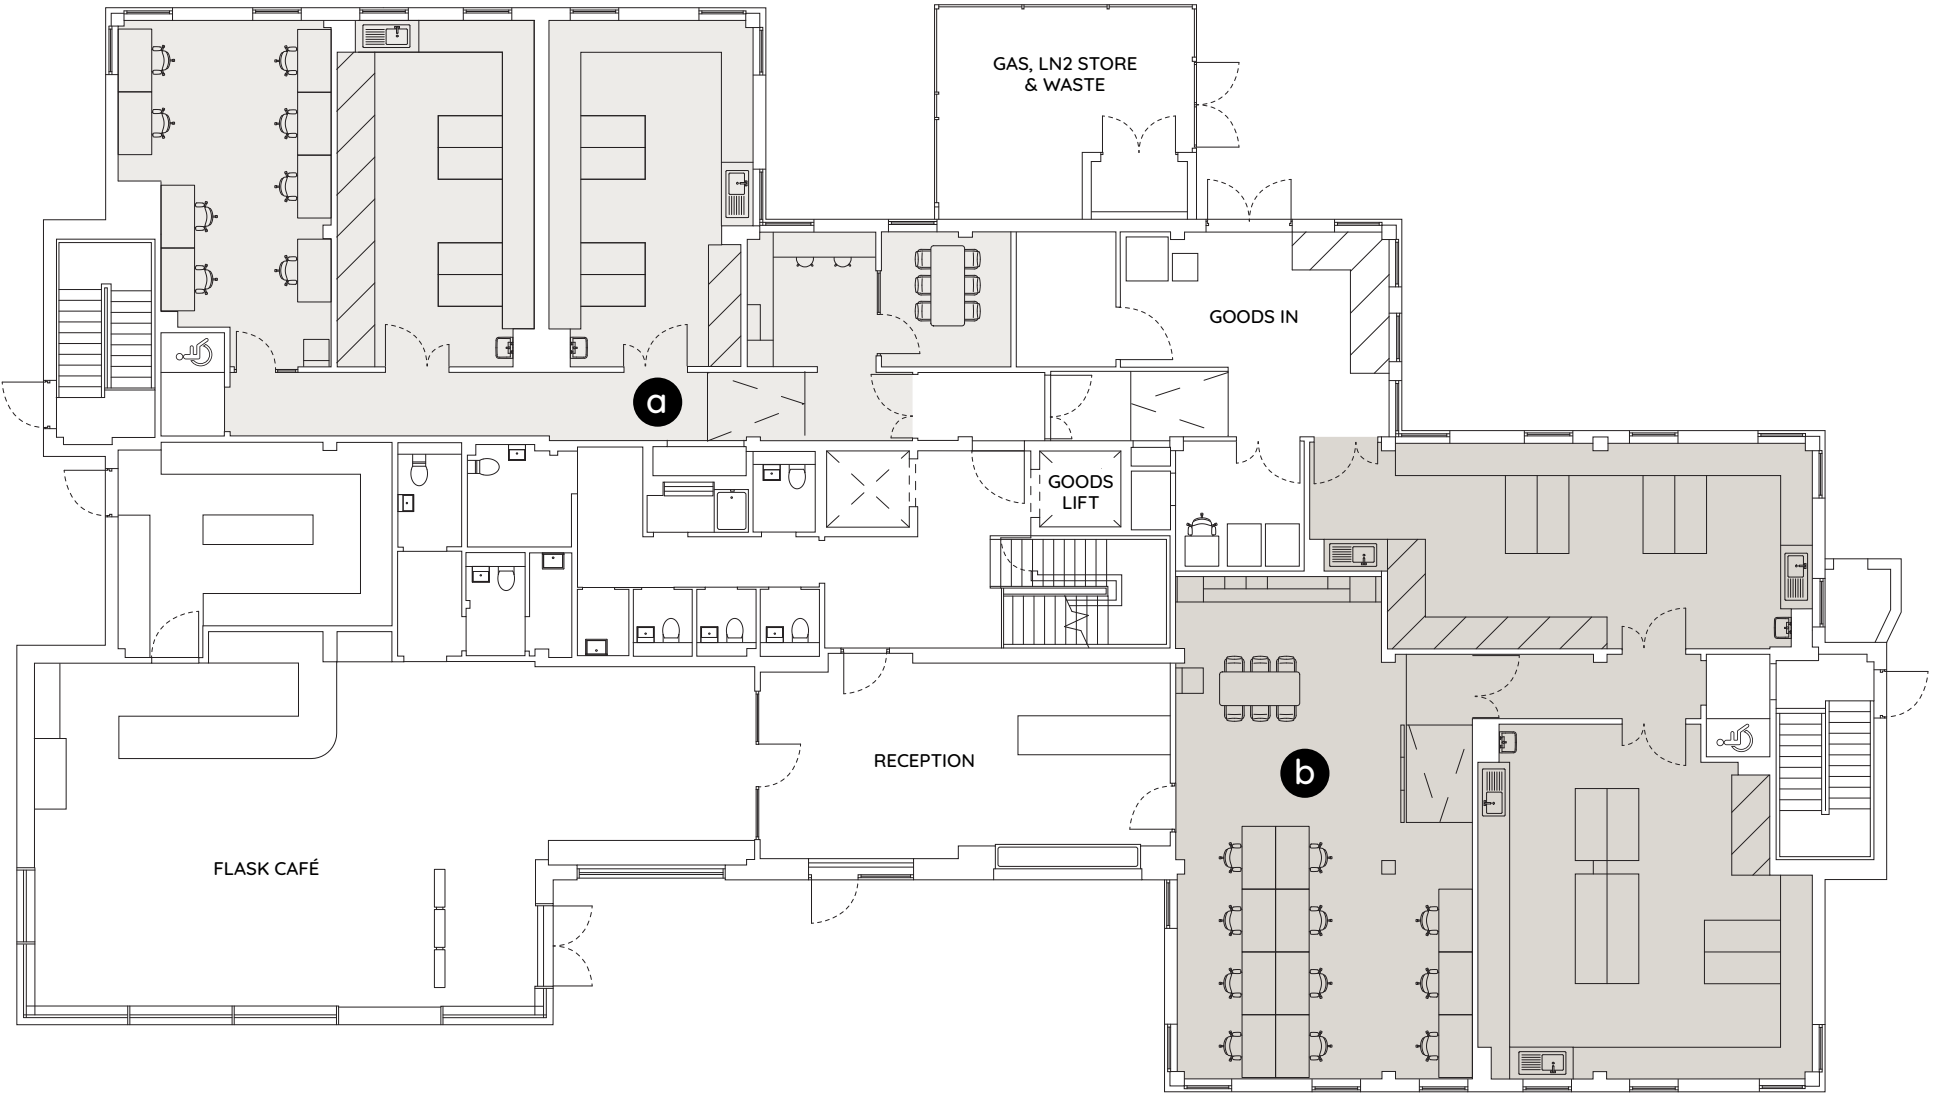 GAS, LN2 STORE
& WASTE
GOODS IN
a
GOODS
LIFT
RECEPTION
b
FLASK CAFÉ